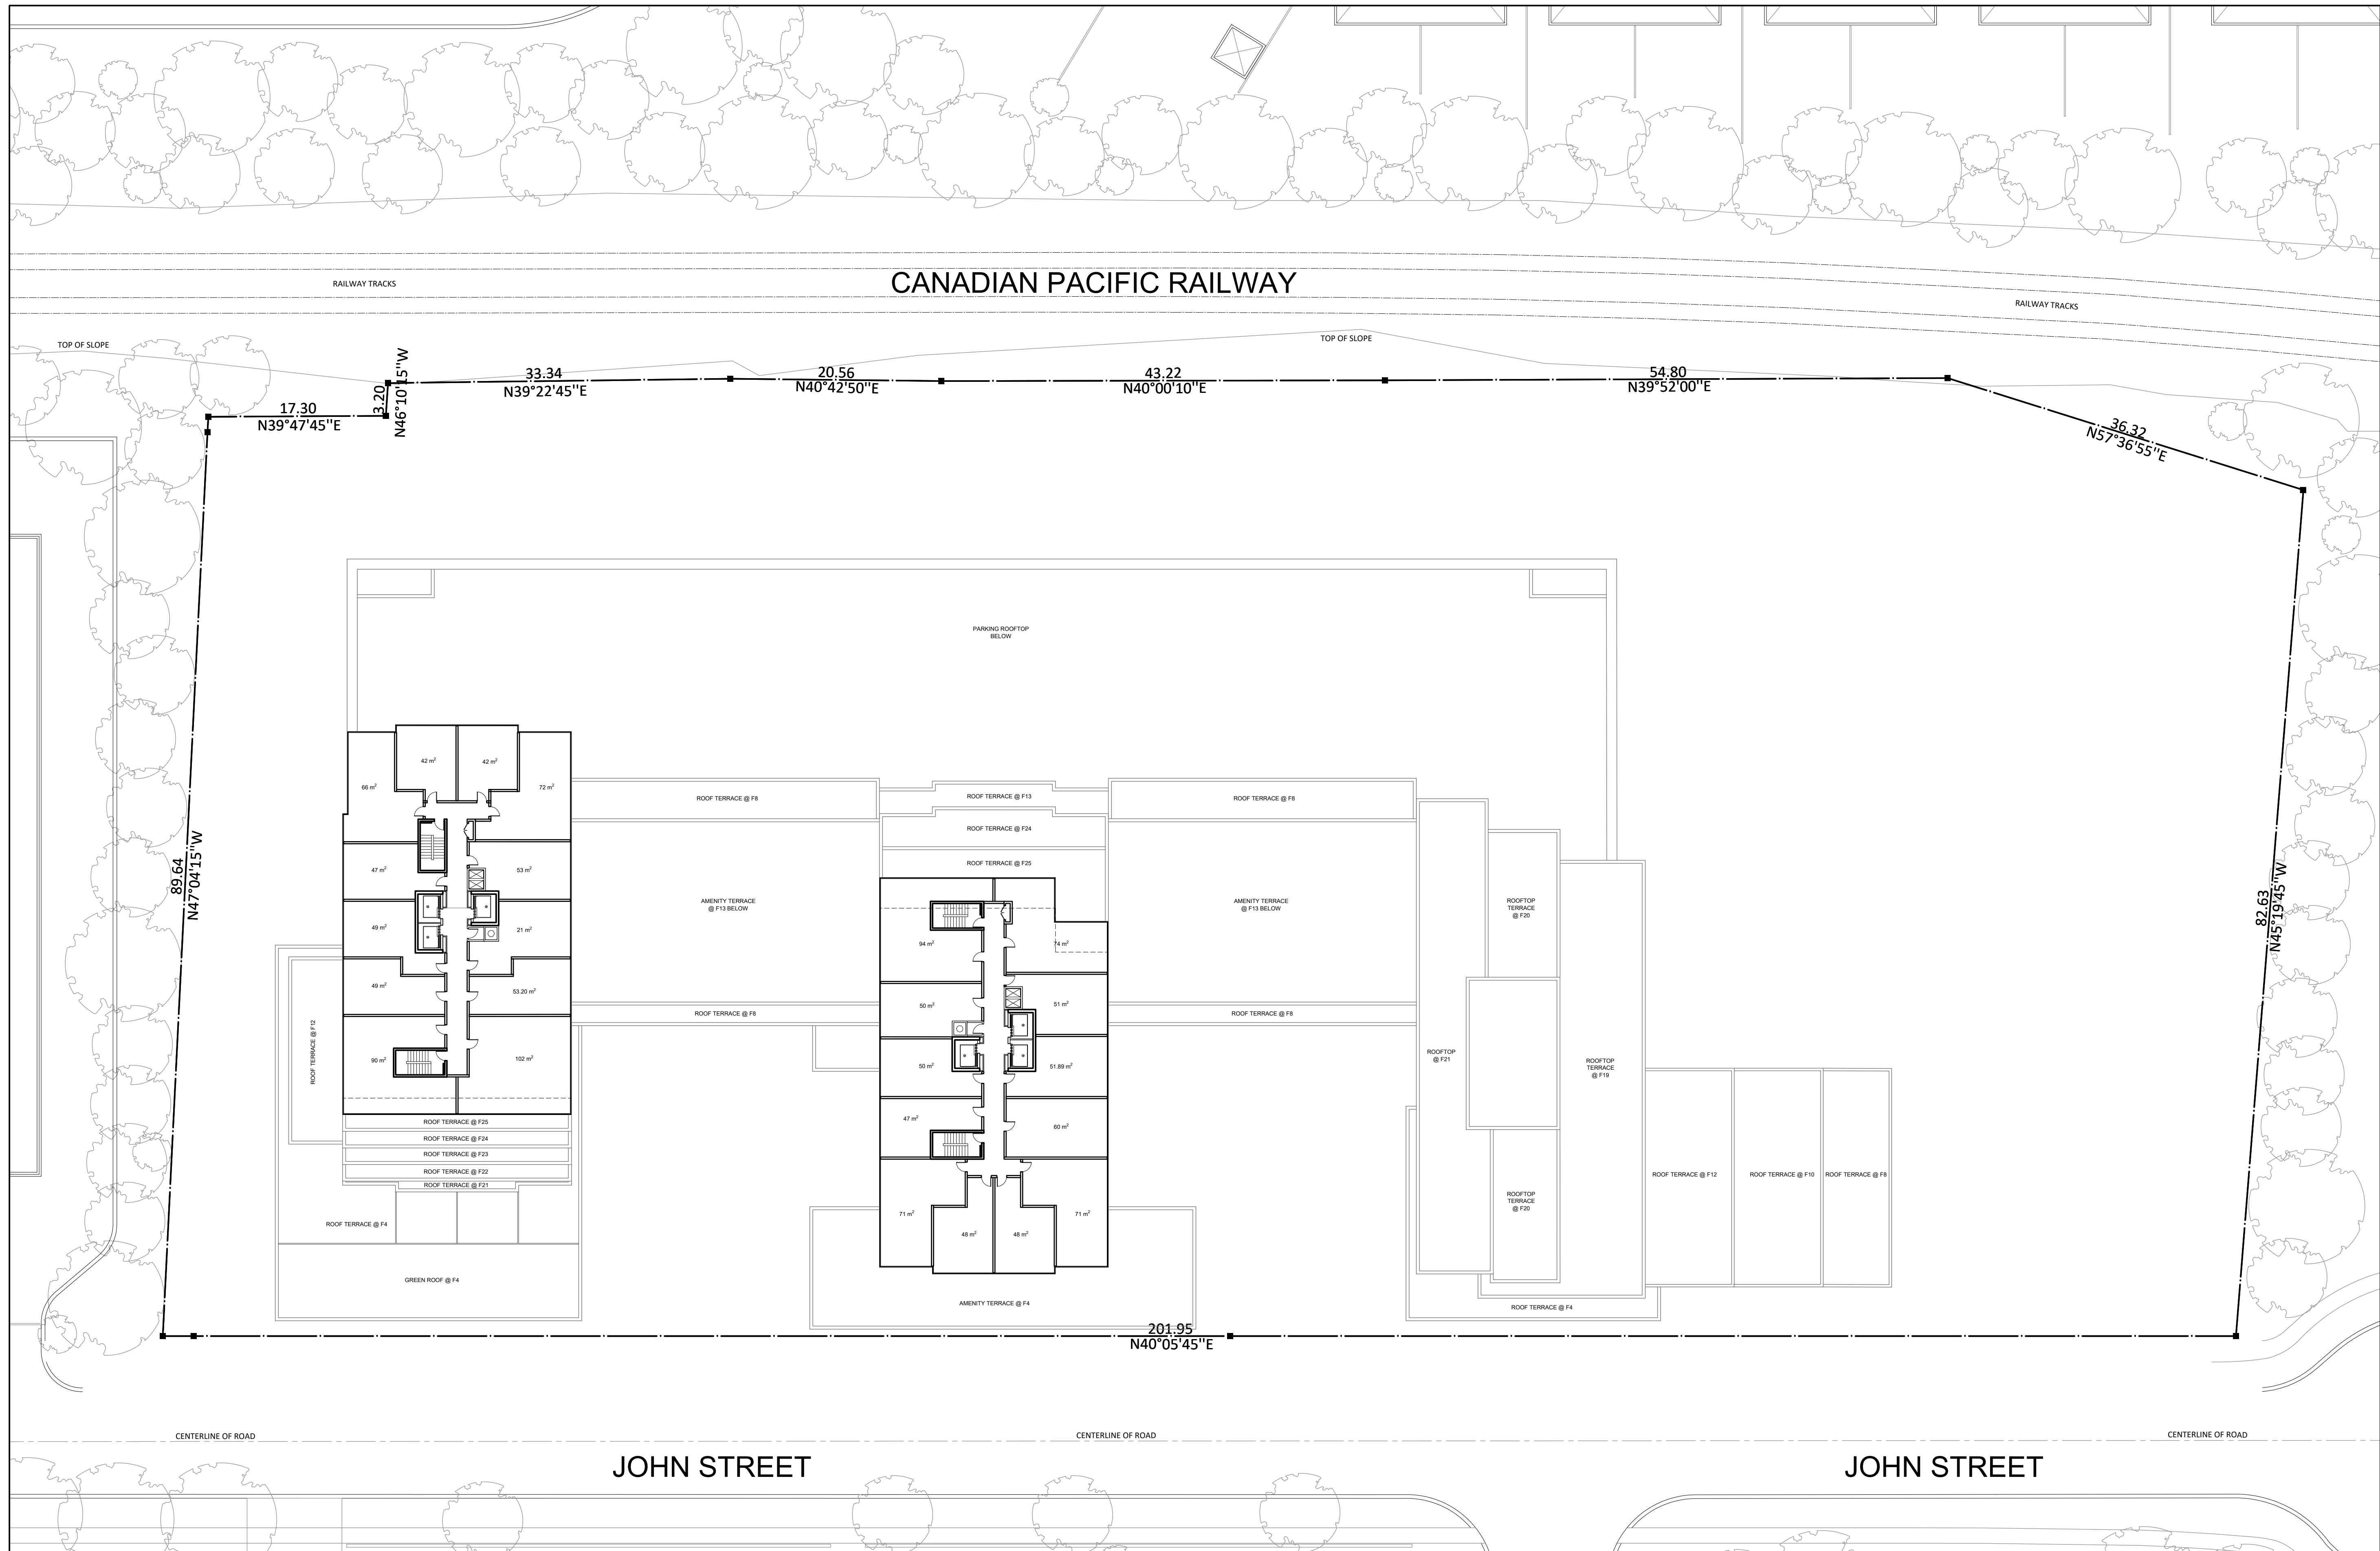 CANADIAN PACIFIC RAILWAY
RAILWAY TRACKS
RAILWAY TRACKS
TOP OF SLOPE
TOP OF SLOPE
17.30
N39°47'45"E
3.20
N46°10'15"W
33.34
N39°22'45"E
20.56
N40°42'50"E
43.22
N40°00'10"E
54.80
N39°52'00"E
36.32
N57°36'55"E
89.64
N47°04'15"W
82.63
N45°19'45"W
PARKING ROOFTOP
BELOW
66 m²
42 m²
42 m²
72 m²
47 m²
53 m²
49 m²
21 m²
49 m²
53.20 m²
90 m²
102 m²
ROOF TERRACE @ F12
ROOF TERRACE @ F25
ROOF TERRACE @ F24
ROOF TERRACE @ F23
ROOF TERRACE @ F22
ROOF TERRACE @ F21
ROOF TERRACE @ F4
GREEN ROOF @ F4
ROOF TERRACE @ F8
AMENITY TERRACE
@ F13 BELOW
ROOF TERRACE @ F8
ROOF TERRACE @ F13
ROOF TERRACE @ F24
ROOF TERRACE @ F25
94 m²
74 m²
50 m²
51 m²
50 m²
51.89 m²
47 m²
60 m²
71 m²
48 m²
48 m²
71 m²
AMENITY TERRACE @ F4
ROOF TERRACE @ F8
AMENITY TERRACE
@ F13 BELOW
ROOF TERRACE @ F8
ROOFTOP
@ F21
ROOFTOP
TERRACE
@ F20
ROOFTOP
TERRACE
@ F19
ROOFTOP
TERRACE
@ F20
ROOF TERRACE @ F12
ROOF TERRACE @ F10
ROOF TERRACE @ F8
ROOF TERRACE @ F4
201.95
N40°05'45"E
CENTERLINE OF ROAD
CENTERLINE OF ROAD
CENTERLINE OF ROAD
JOHN STREET
JOHN STREET